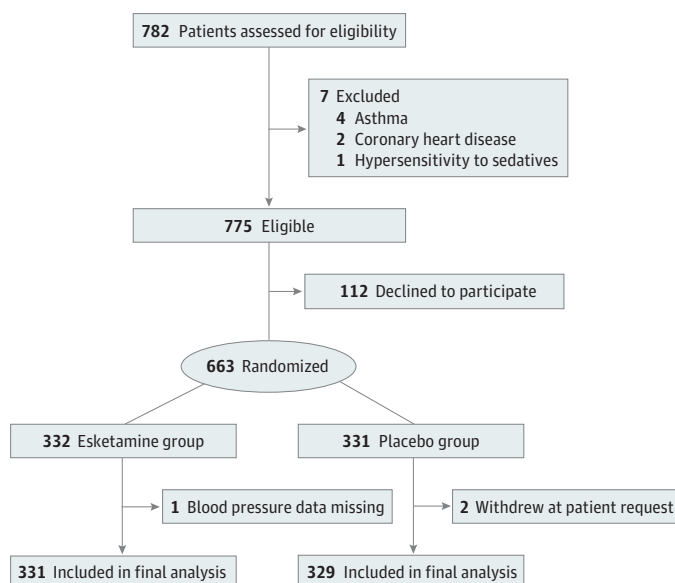 782 Patients assessed for eligibility
7 Excluded
4 Asthma
2 Coronary heart disease
1 Hypersensitivity to sedatives
775 Eligible
112 Declined to participate
663 Randomized
332 Esketamine group
331 Placebo group
1 Blood pressure data missing
2 Withdrew at patient request
331 Included in final analysis
329 Included in final analysis